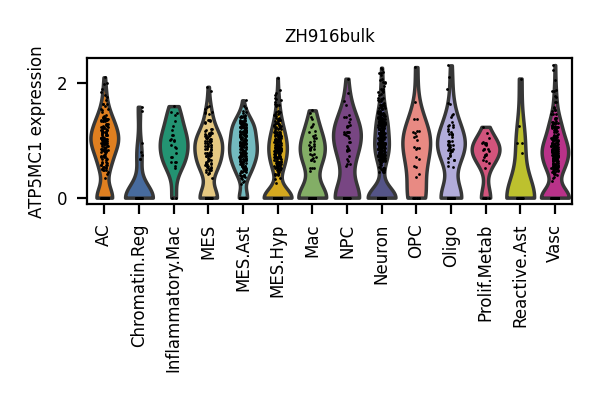 ZH916bulk
ATP5MC1 expression
2
0
AC
Chromatin.Reg
Inflammatory.Mac
MES
MES.Ast
MES.Hyp
Mac
NPC
Neuron
OPC
Oligo
Prolif.Metab
Reactive.Ast
Vasc